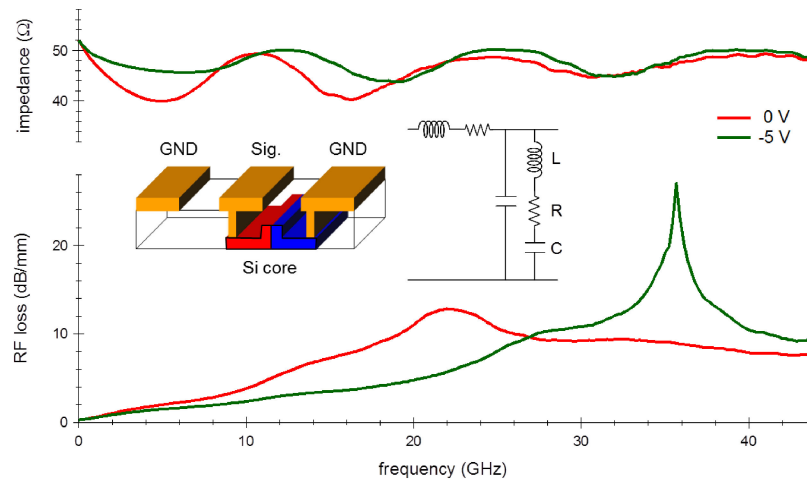 impedance (Ω)
50
40
0 V
-5 V
GND
Sig.
GND
Si core
L
R
C
RF loss (dB/mm)
20
10
0
0
10
20
30
40
frequency (GHz)